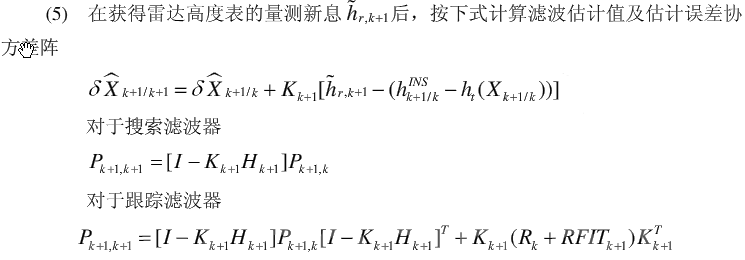 (5) 在获得雷达高度表的量测新息 $\tilde{h}_{r,k+1}$ 后，按下式计算滤波估计值及估计误差协
方差阵
$\delta \widehat{X}_{k+1/k+1} = \delta \widehat{X}_{k+1/k} + K_{k+1}[\tilde{h}_{r,k+1} - (h_{k+1/k}^{INS} - h_t(X_{k+1/k}))]$
对于搜索滤波器
$P_{k+1,k+1} = [I - K_{k+1}H_{k+1}]P_{k+1,k}$
对于跟踪滤波器
$P_{k+1,k+1} = [I - K_{k+1}H_{k+1}]P_{k+1,k}[I - K_{k+1}H_{k+1}]^T + K_{k+1}(R_k + RFIT_{k+1})K_{k+1}^T$